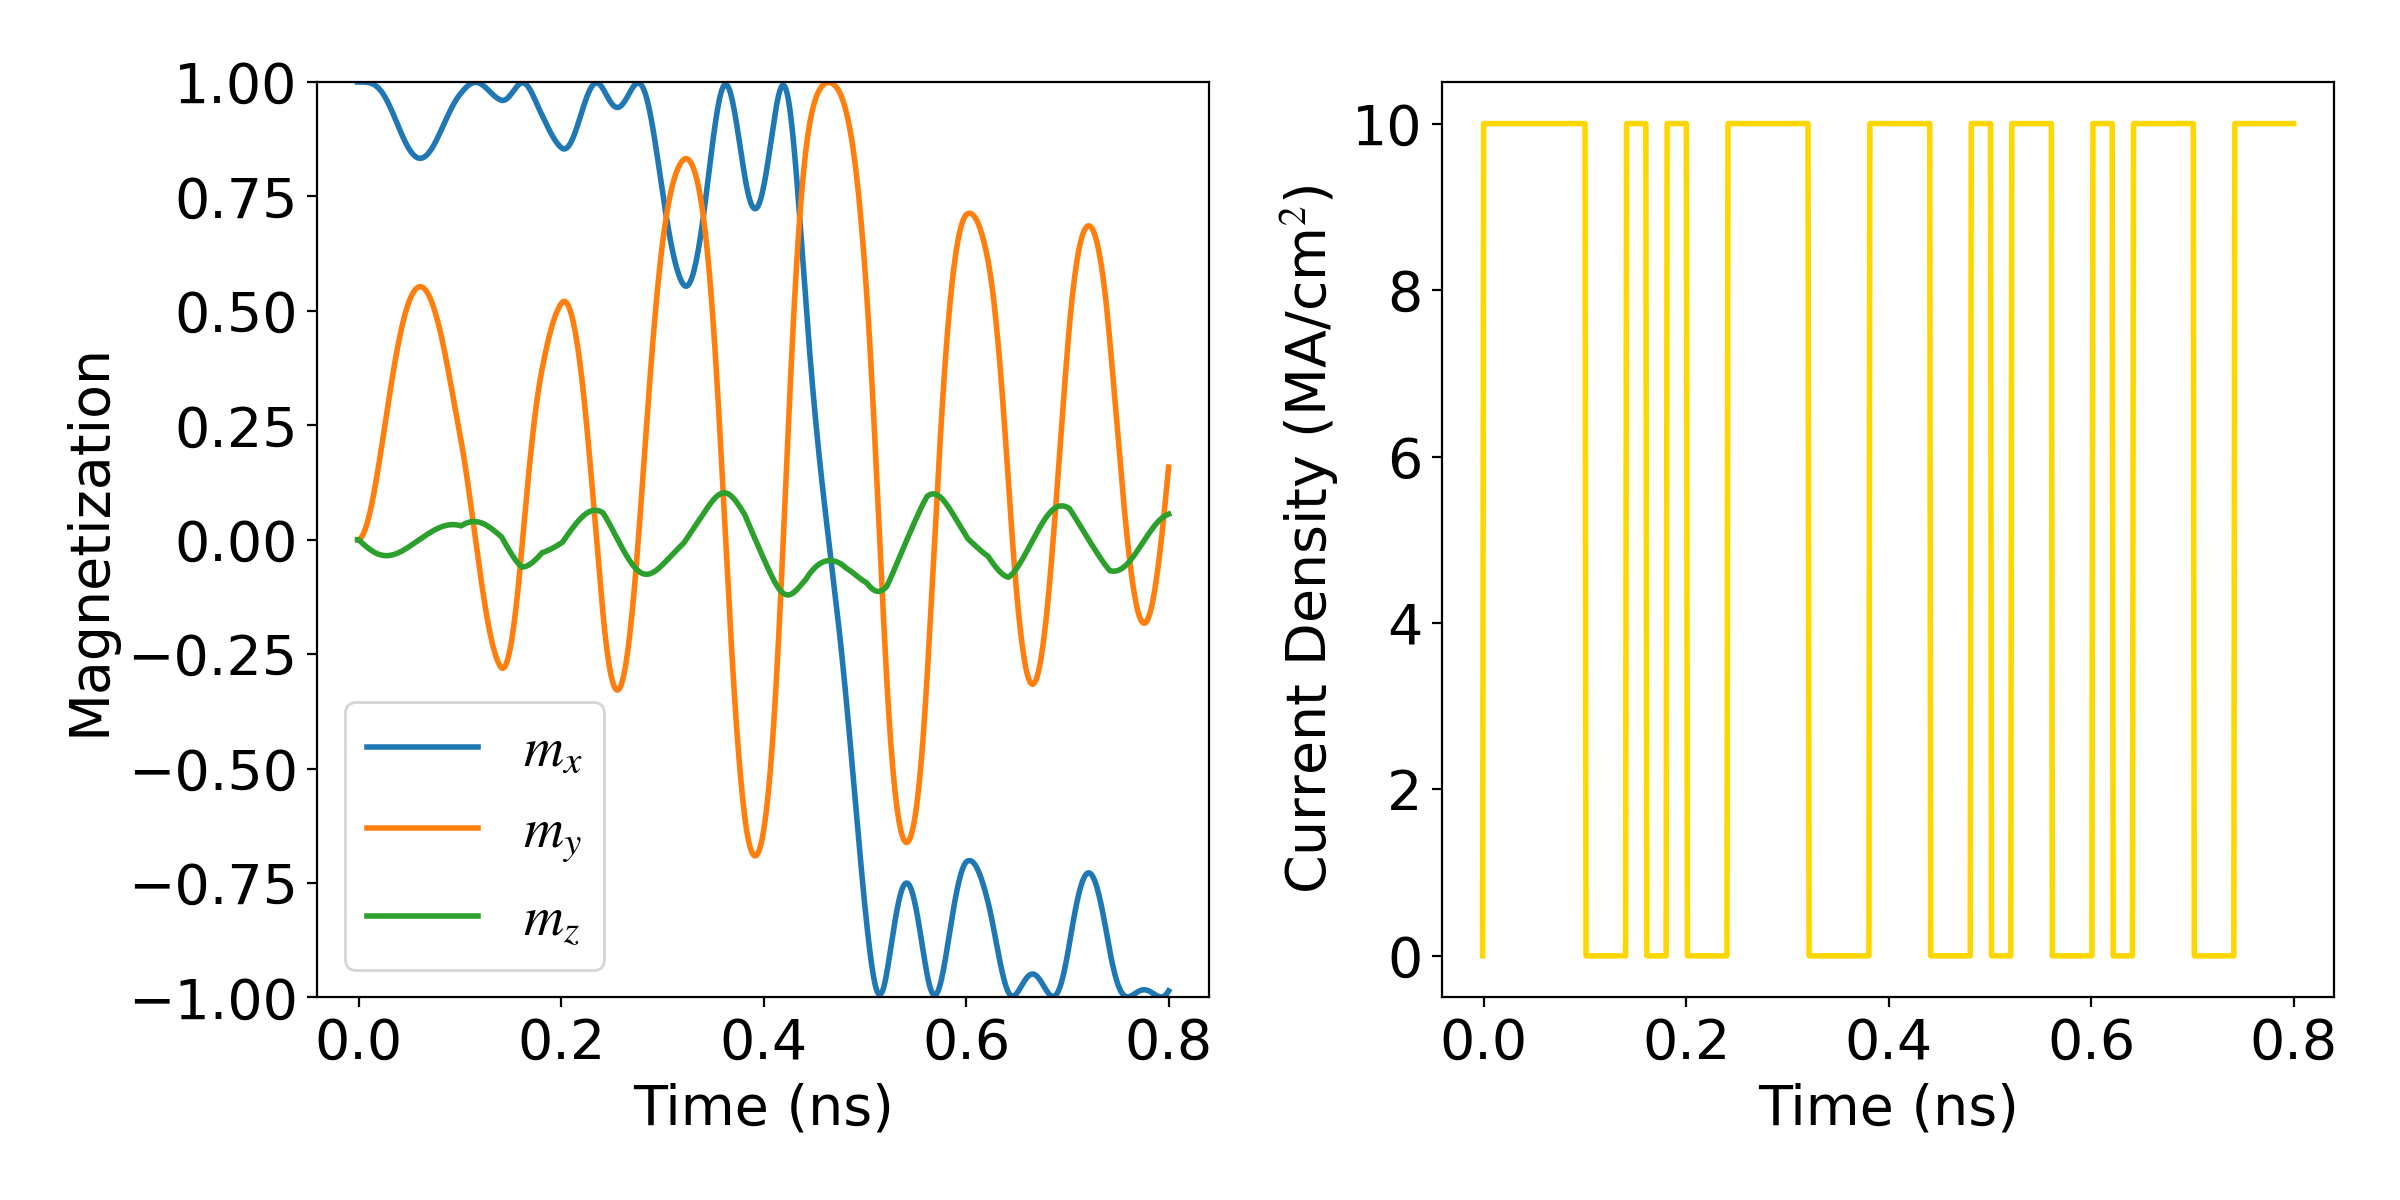 Magnetization
1.00
0.75
0.50
0.25
0.00
−0.25
−0.50
−0.75
−1.00
m_x
m_y
m_z
0.0 0.2 0.4 0.6 0.8
Time (ns)
Current Density (MA/cm²)
10
8
6
4
2
0
0.0 0.2 0.4 0.6 0.8
Time (ns)